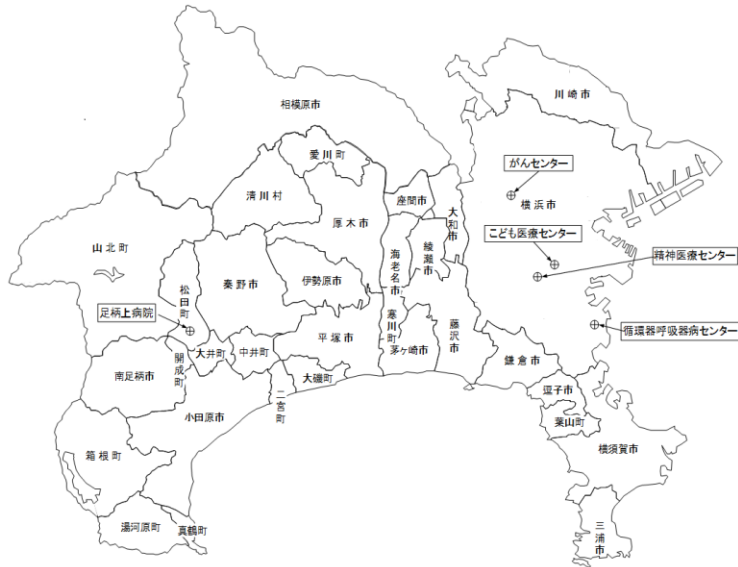 川崎市
相模原市
愛川町
がんセンター
清川村
座間市
横浜市
厚木市
大和市
山北町
こども医療センター
海老名市
綾瀬市
精神医療センター
秦野市
伊勢原市
松田町
足柄上病院
寒川町
循環器呼吸器病センター
平塚市
藤沢市
開成町
大井町
中井町
茅ヶ崎市
鎌倉市
南足柄市
大磯町
逗子市
二宮町
小田原市
葉山町
箱根町
横須賀市
湯河原町
真鶴町
三浦市